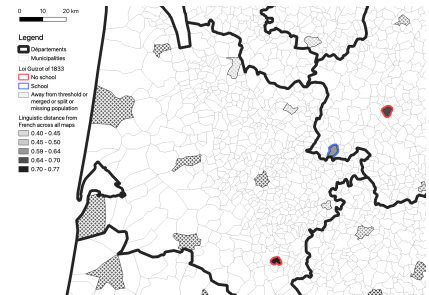 0 10 20 km
Legend
Départements
Municipalities
Loi Guizot of 1833
No school
School
Away from threshold or
merged or split or
missing population
Linguistic distance from
French across all maps
0.40 - 0.45
0.45 - 0.50
0.59 - 0.64
0.64 - 0.70
0.70 - 0.77